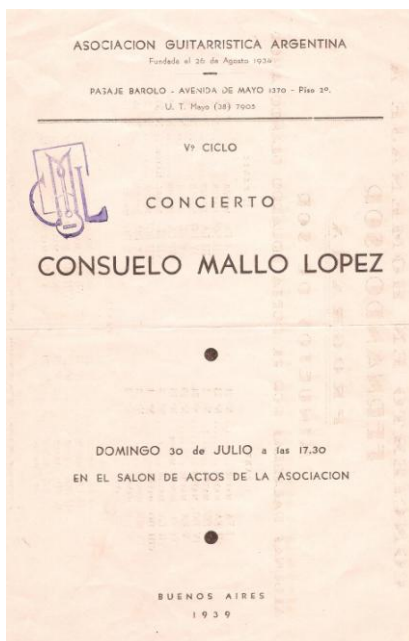 ASOCIACION GUITARRISTICA ARGENTINA
Fundada el 26 de Agosto 1934
PASAJE BAROLO - AVENIDA DE MAYO 1370 - Piso 2º.
U. T. Mayo (38) 7905
Vº CICLO
CONCIERTO
CONSUELO MALLO LOPEZ
DOMINGO 30 de JULIO a las 17,30
EN EL SALON DE ACTOS DE LA ASOCIACION
BUENOS AIRES
1939